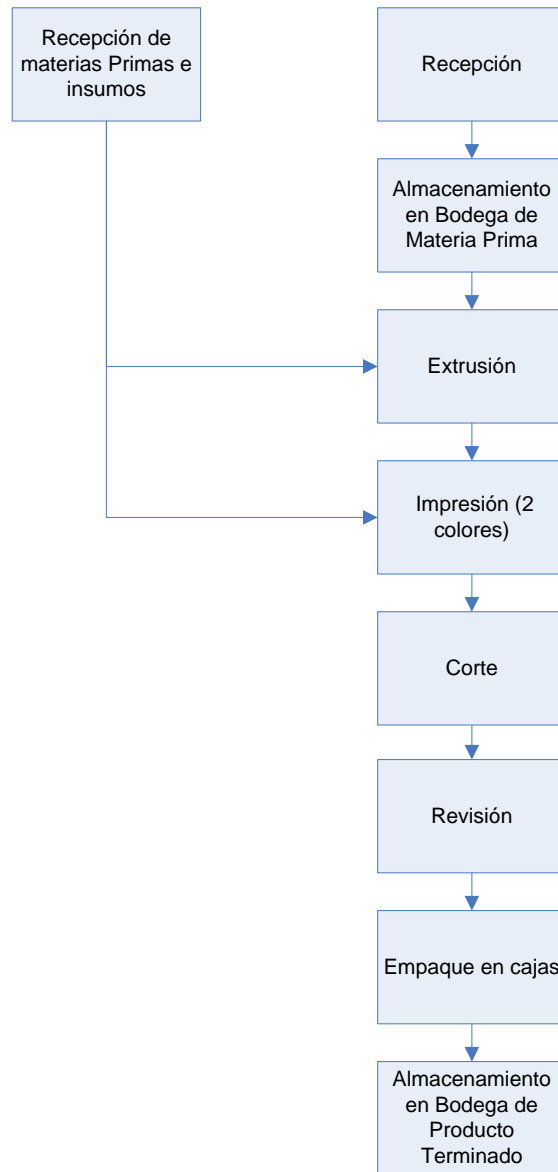 Recepción de
materias Primas e
insumos
Recepción
Almacenamiento
en Bodega de
Materia Prima
Extrusión
Impresión (2
colores)
Corte
Revisión
Empaque en cajas
Almacenamiento
en Bodega de
Producto
Terminado